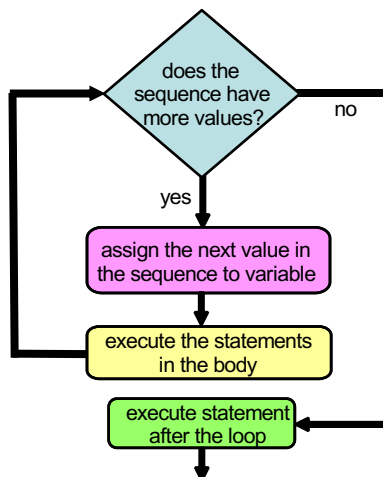 does the
sequence have
more values?
no
yes
assign the next value in
the sequence to variable
execute the statements
in the body
execute statement
after the loop